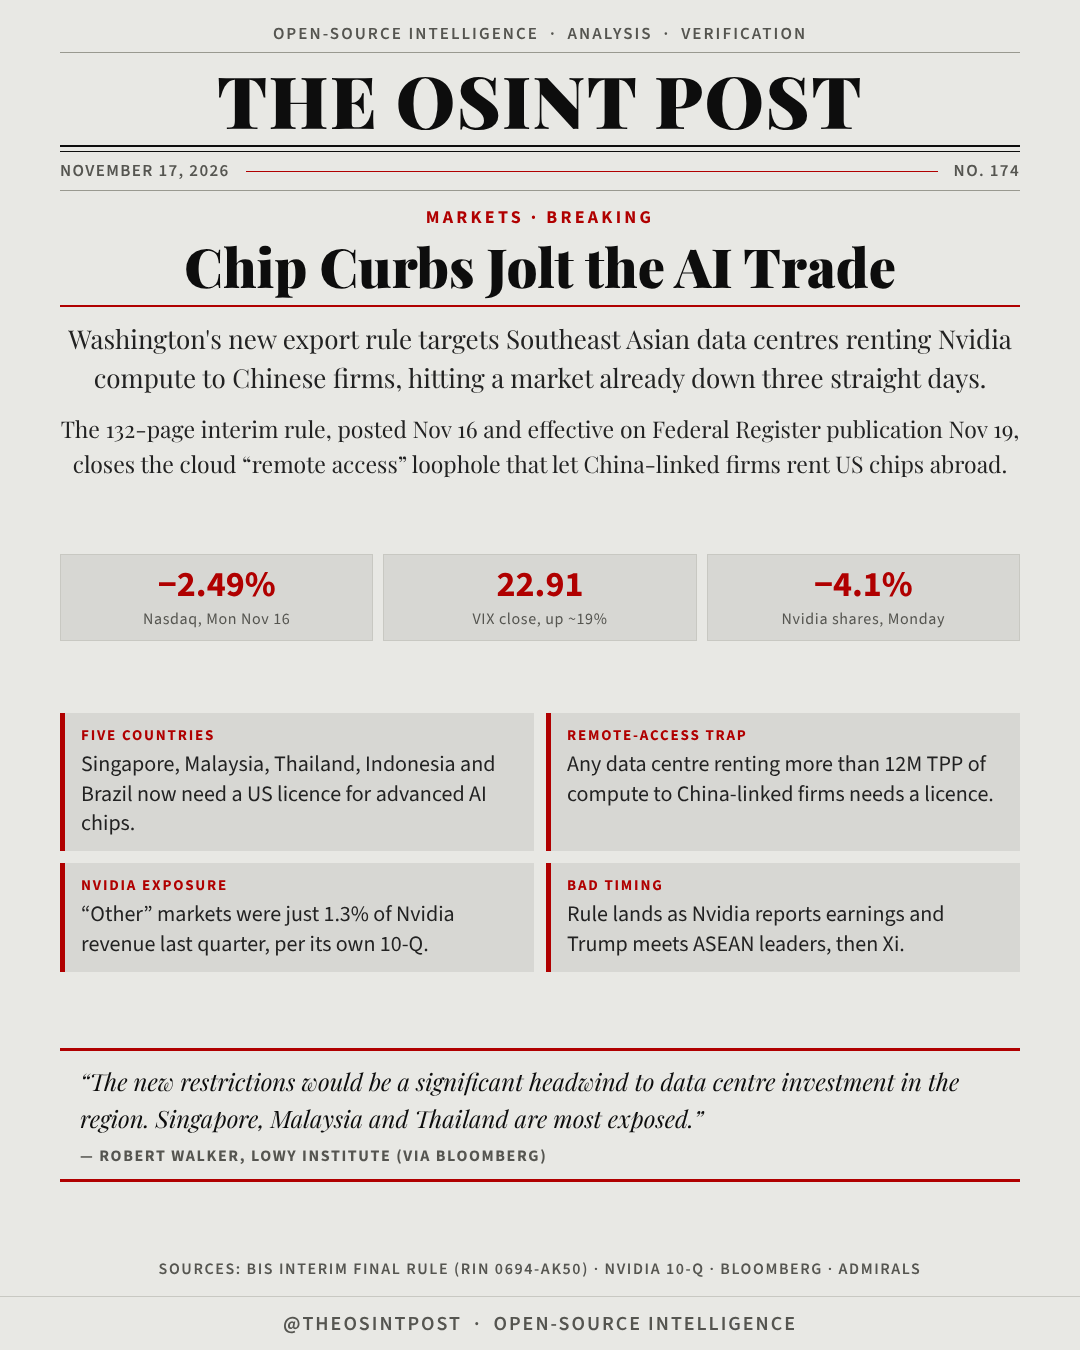 OPEN-SOURCE INTELLIGENCE · ANALYSIS · VERIFICATION
THE OSINT POST
NOVEMBER 17, 2026
NO. 174
MARKETS · BREAKING
Chip Curbs Jolt the AI Trade
Washington's new export rule targets Southeast Asian data centres renting Nvidia
compute to Chinese firms, hitting a market already down three straight days.
The 132-page interim rule, posted Nov 16 and effective on Federal Register publication Nov 19,
closes the cloud “remote access” loophole that let China-linked firms rent US chips abroad.
−2.49%
Nasdaq, Mon Nov 16
22.91
VIX close, up ~19%
−4.1%
Nvidia shares, Monday
FIVE COUNTRIES
Singapore, Malaysia, Thailand, Indonesia and
Brazil now need a US licence for advanced AI
chips.
REMOTE-ACCESS TRAP
Any data centre renting more than 12M TPP of
compute to China-linked firms needs a licence.
NVIDIA EXPOSURE
“Other” markets were just 1.3% of Nvidia
revenue last quarter, per its own 10-Q.
BAD TIMING
Rule lands as Nvidia reports earnings and
Trump meets ASEAN leaders, then Xi.
“The new restrictions would be a significant headwind to data centre investment in the
region. Singapore, Malaysia and Thailand are most exposed.”
— ROBERT WALKER, LOWY INSTITUTE (VIA BLOOMBERG)
SOURCES: BIS INTERIM FINAL RULE (RIN 0694-AK50) · NVIDIA 10-Q · BLOOMBERG · ADMIRALS
@THEOSINTPOST · OPEN-SOURCE INTELLIGENCE